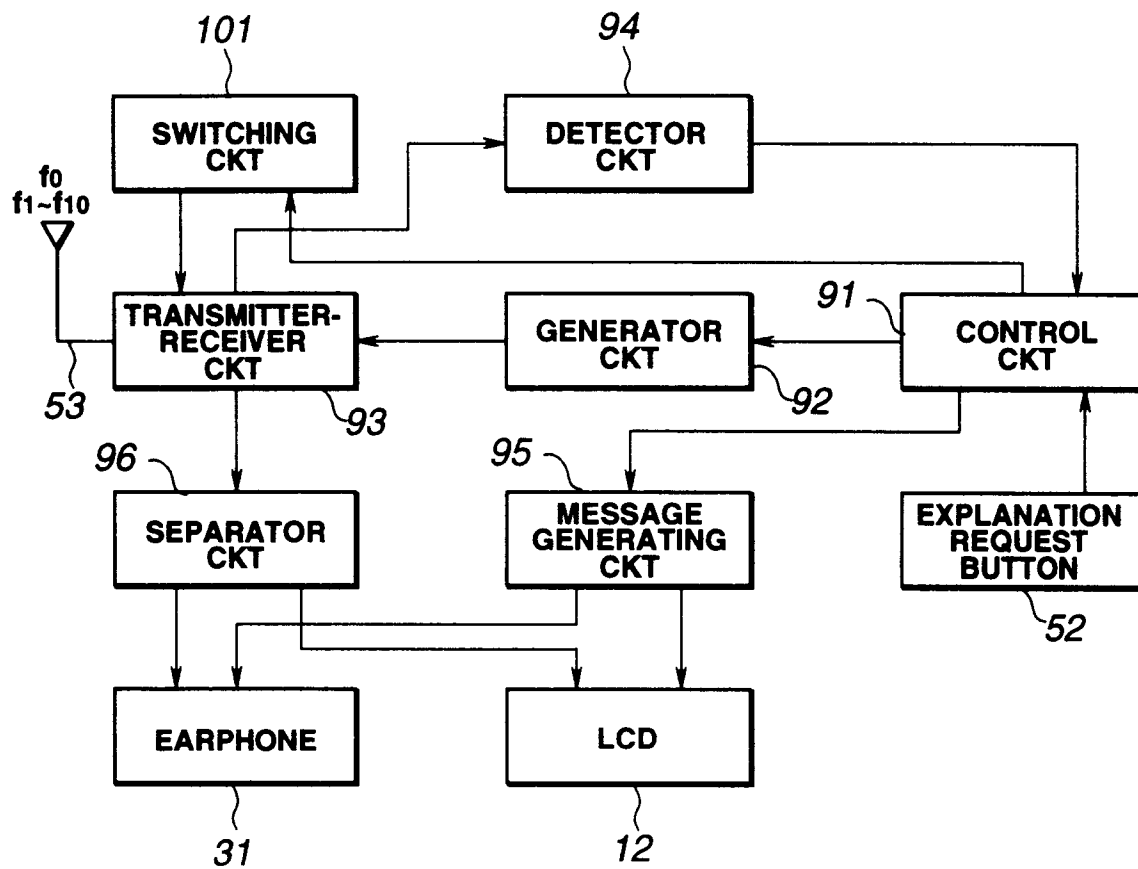 101
94
SWITCHING
CKT
DETECTOR
CKT
f0
f1~f10
91
TRANSMITTER-
RECEIVER
CKT
GENERATOR
CKT
CONTROL
CKT
53
93
92
96
95
SEPARATOR
CKT
MESSAGE
GENERATING
CKT
EXPLANATION
REQUEST
BUTTON
52
EARPHONE
LCD
31
12